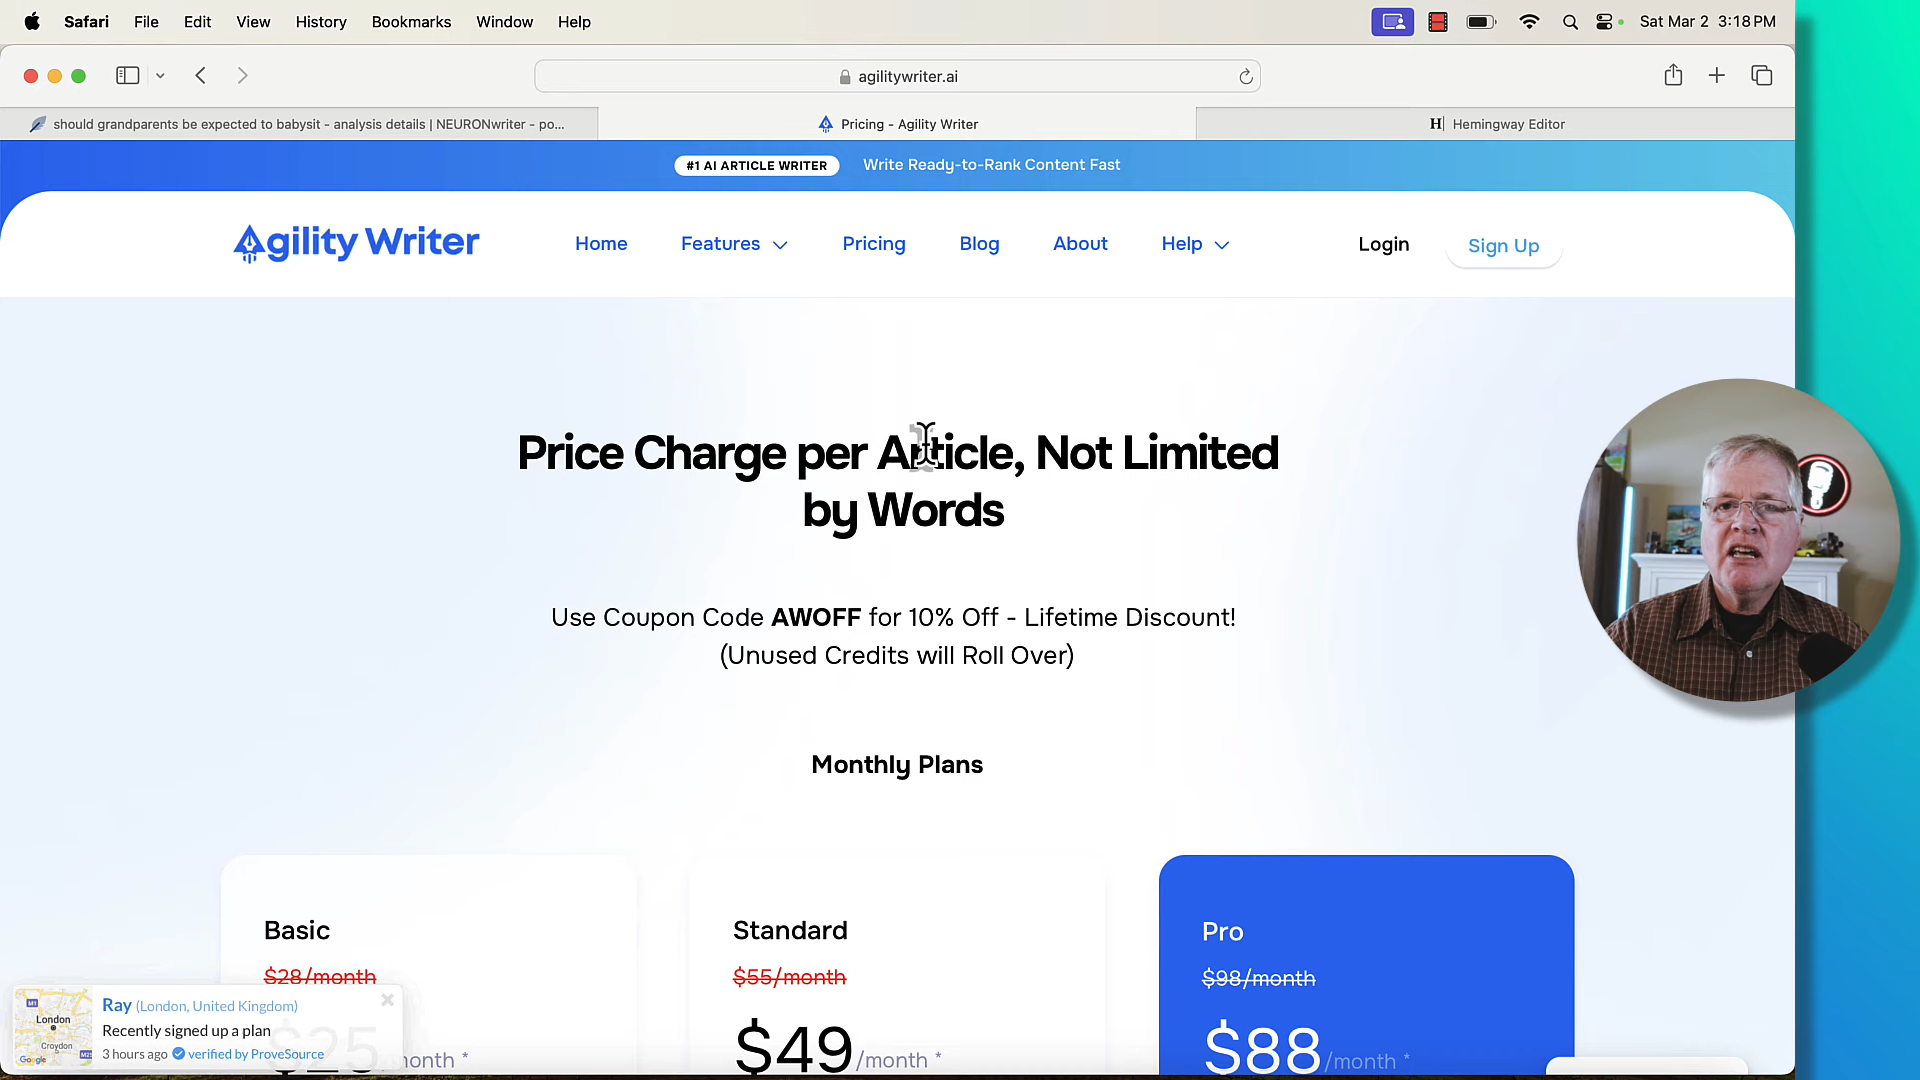 Safari File Edit View History Bookmarks Window Help Sat Mar 2 3:18 PM
agilitywriter.ai
should grandparents be expected to babysit - analysis details | NEURONwriter - po... Pricing - Agility Writer H Hemingway Editor
#1 AI ARTICLE WRITER Write Ready-to-Rank Content Fast
Agility Writer Home Features Pricing Blog About Help Login Sign Up
Price Charge per Article, Not Limited
by Words
Use Coupon Code AWOFF for 10% Off - Lifetime Discount!
(Unused Credits will Roll Over)
Monthly Plans
Basic
$28/month
$25/month *
Standard
$55/month
$49/month *
Pro
$98/month
$88/month *
Ray (London, United Kingdom)
Recently signed up a plan
3 hours ago verified by ProveSource
M1
London
Croydon
Google